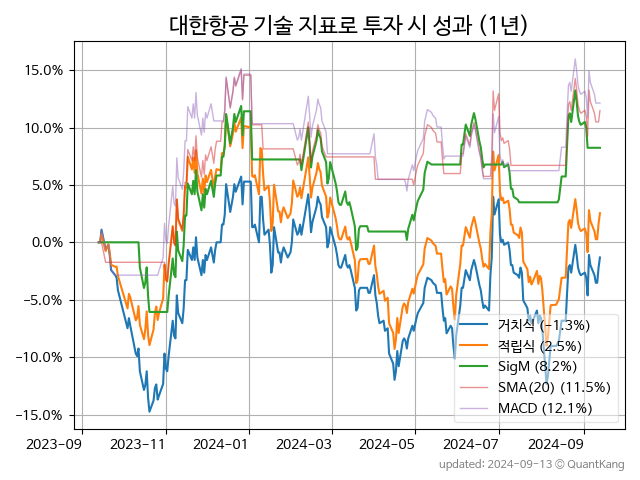 대한항공 기술 지표로 투자 시 성과 (1년)
15.0%
10.0%
5.0%
0.0%
−5.0%
−10.0%
−15.0%
2023-09
2023-11
2024-01
2024-03
2024-05
2024-07
2024-09
거치식 (−1.3%)
적립식 (2.5%)
SigM (8.2%)
SMA(20) (11.5%)
MACD (12.1%)
updated: 2024-09-13 © QuantKang